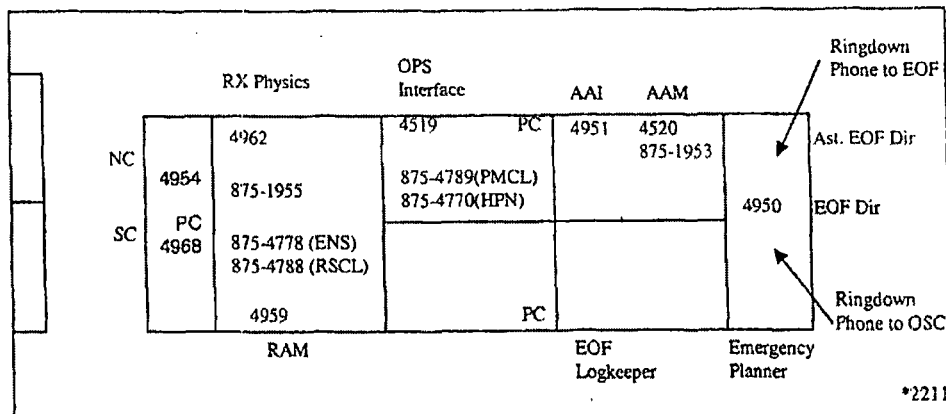 Ringdown
Phone to EOF
RX Physics
OPS
Interface
AAI
AAM
4962
4519
PC
4951
4520
875-1953
Ast. EOF Dir
NC
4954
875-1955
875-4789(PMCL)
875-4770(HPN)
4950
EOF Dir
SC
PC
4968
875-4778 (ENS)
875-4788 (RSCL)
4959
PC
Ringdown
Phone to OSC
RAM
EOF
Logkeeper
Emergency
Planner
*2211